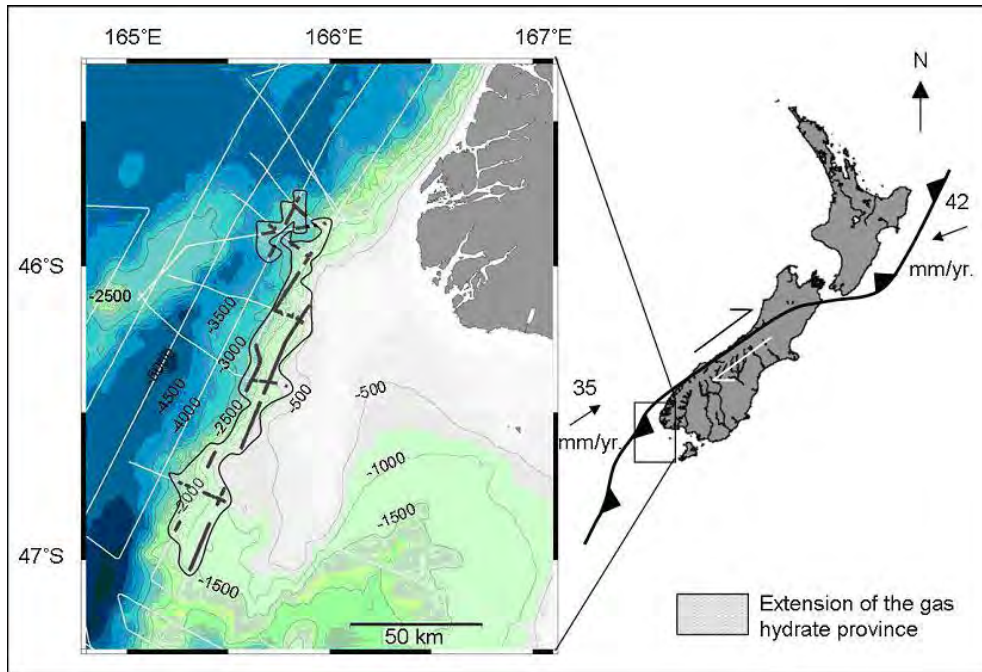 165°E
166°E
167°E
46°S
47°S
-2500
-3500
-3000
-4500
-4000
-2500
-500
-500
-1000
-2000
-1500
-1500
50 km
N
42
mm/yr.
35
mm/yr.
Extension of the gas
hydrate province